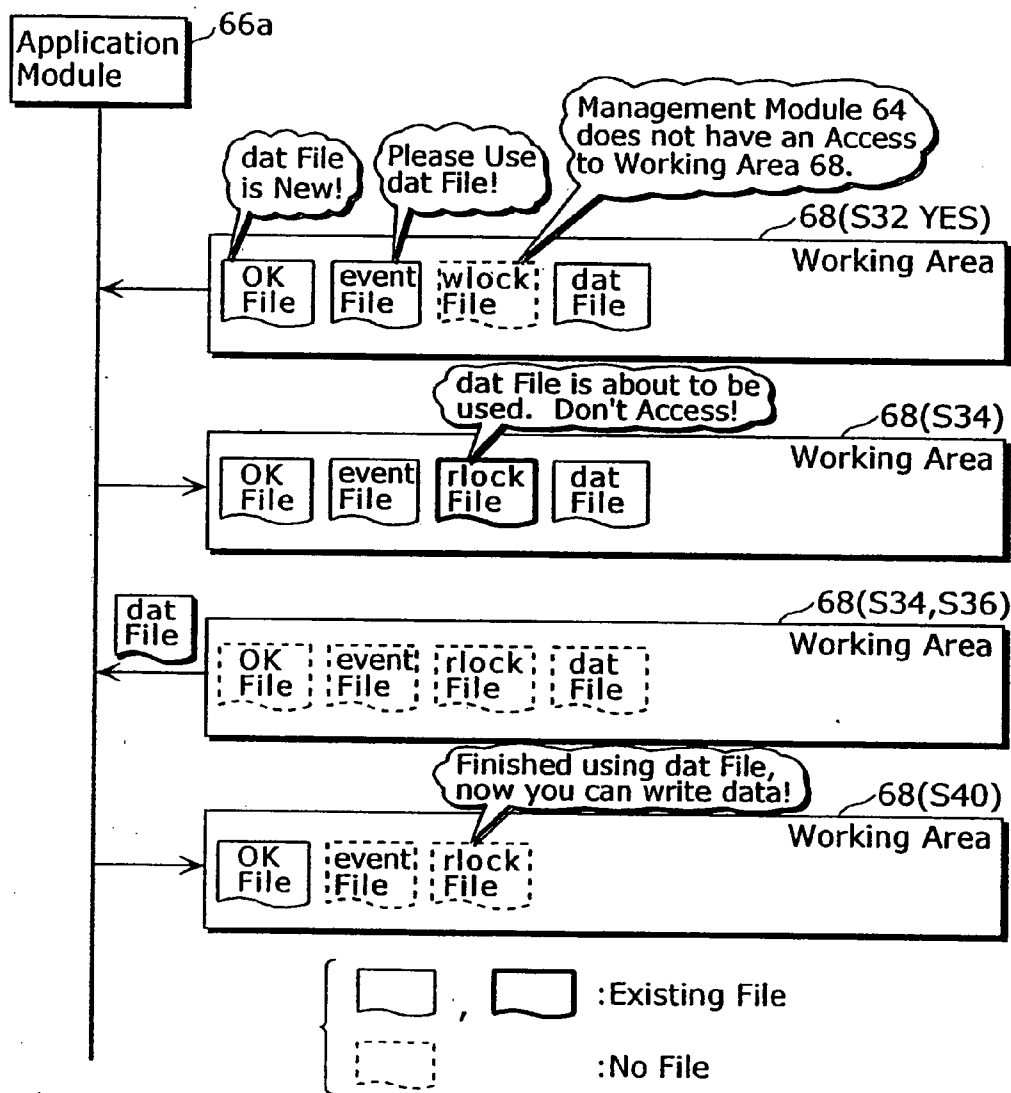 Application
Module
66a
dat File
is New!
Please Use
dat File!
Management Module 64
does not have an Access
to Working Area 68.
68(S32 YES)
Working Area
OK
File
event
File
wlock
File
dat
File
dat File is about to be
used. Don't Access!
68(S34)
Working Area
OK
File
event
File
rlock
File
dat
File
dat
File
68(S34,S36)
Working Area
OK
File
event
File
rlock
File
dat
File
Finished using dat File,
now you can write data!
68(S40)
Working Area
OK
File
event
File
rlock
File
, :Existing File
:No File